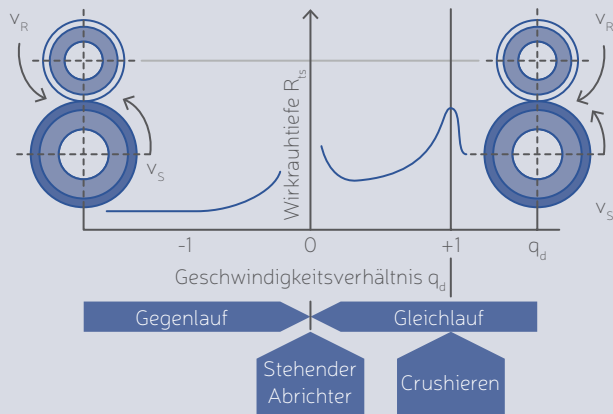 v_R
v_S
Wirkrauhtiefe R_ts
v_R
v_S
-1
0
+1
q_d
Geschwindigkeitsverhältnis q_d
Gegenlauf
Gleichlauf
Stehender
Abrichter
Crushieren